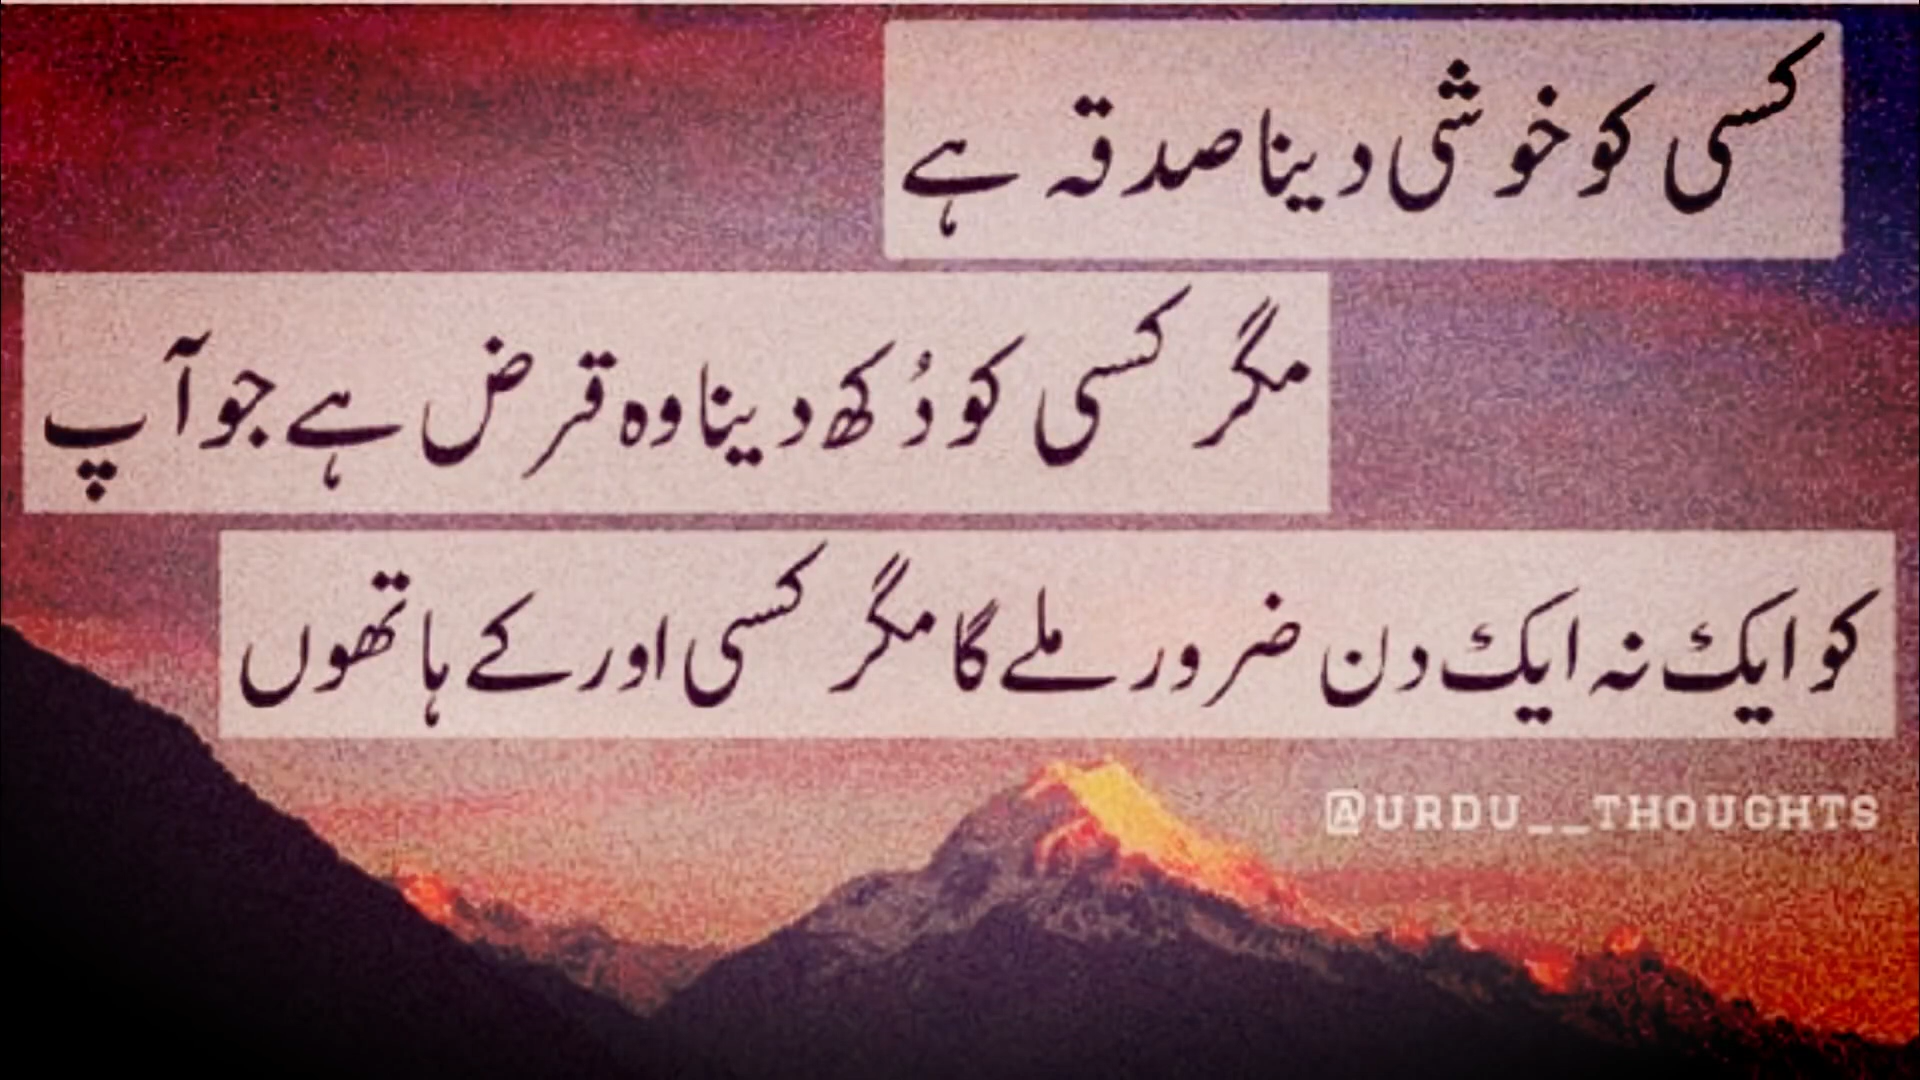 کسی کو خوشی دینا صدقہ ہے
مگر کسی کو دُکھ دینا وہ قرض ہے جو آپ
کو ایک نہ ایک دن ضرور ملے گا مگر کسی اور کے ہاتھوں
@URDU__THOUGHTS